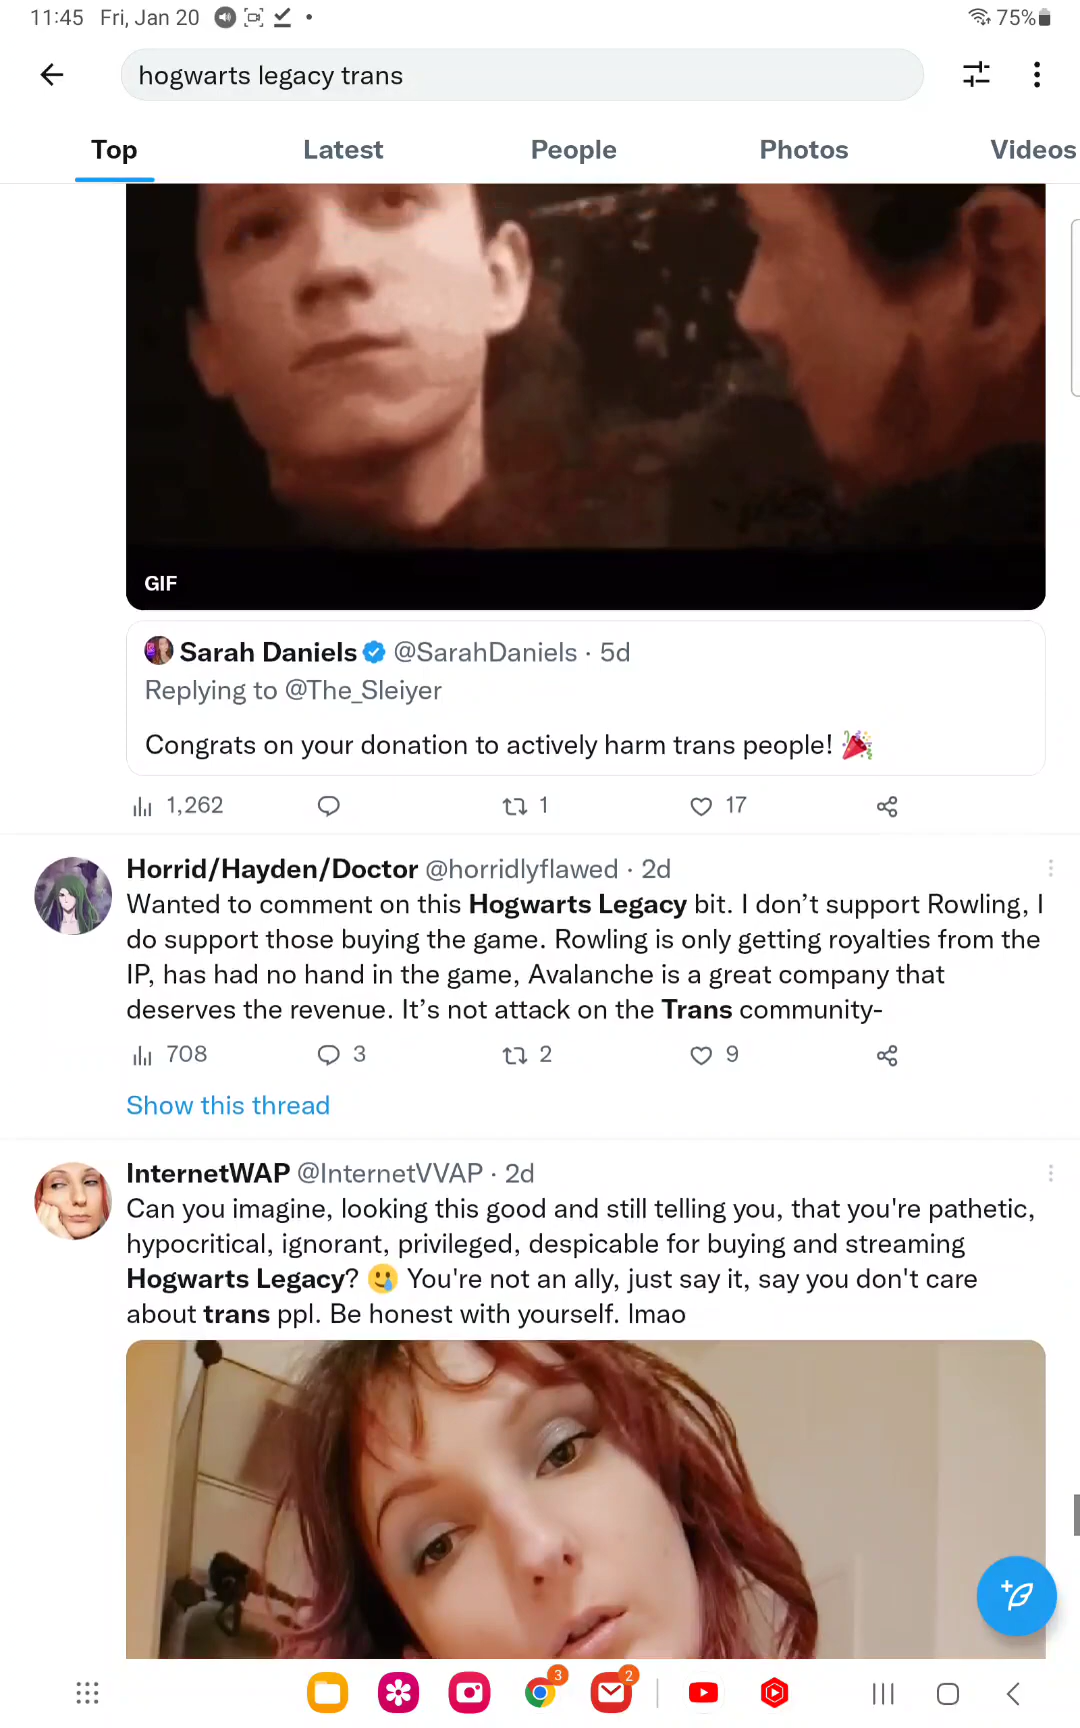 11:45 Fri, Jan 20
75%
hogwarts legacy trans
Top Latest People Photos Videos
GIF
Sarah Daniels @SarahDaniels · 5d
Replying to @The_Sleiyer
Congrats on your donation to actively harm trans people! 🎉
1,262 1 17
Horrid/Hayden/Doctor @horridlyflawed · 2d
Wanted to comment on this Hogwarts Legacy bit. I don’t support Rowling, I
do support those buying the game. Rowling is only getting royalties from the
IP, has had no hand in the game, Avalanche is a great company that
deserves the revenue. It’s not attack on the Trans community-
708 3 2 9
Show this thread
InternetWAP @InternetVVAP · 2d
Can you imagine, looking this good and still telling you, that you're pathetic,
hypocritical, ignorant, privileged, despicable for buying and streaming
Hogwarts Legacy? 🥲 You're not an ally, just say it, say you don't care
about trans ppl. Be honest with yourself. lmao
3 2